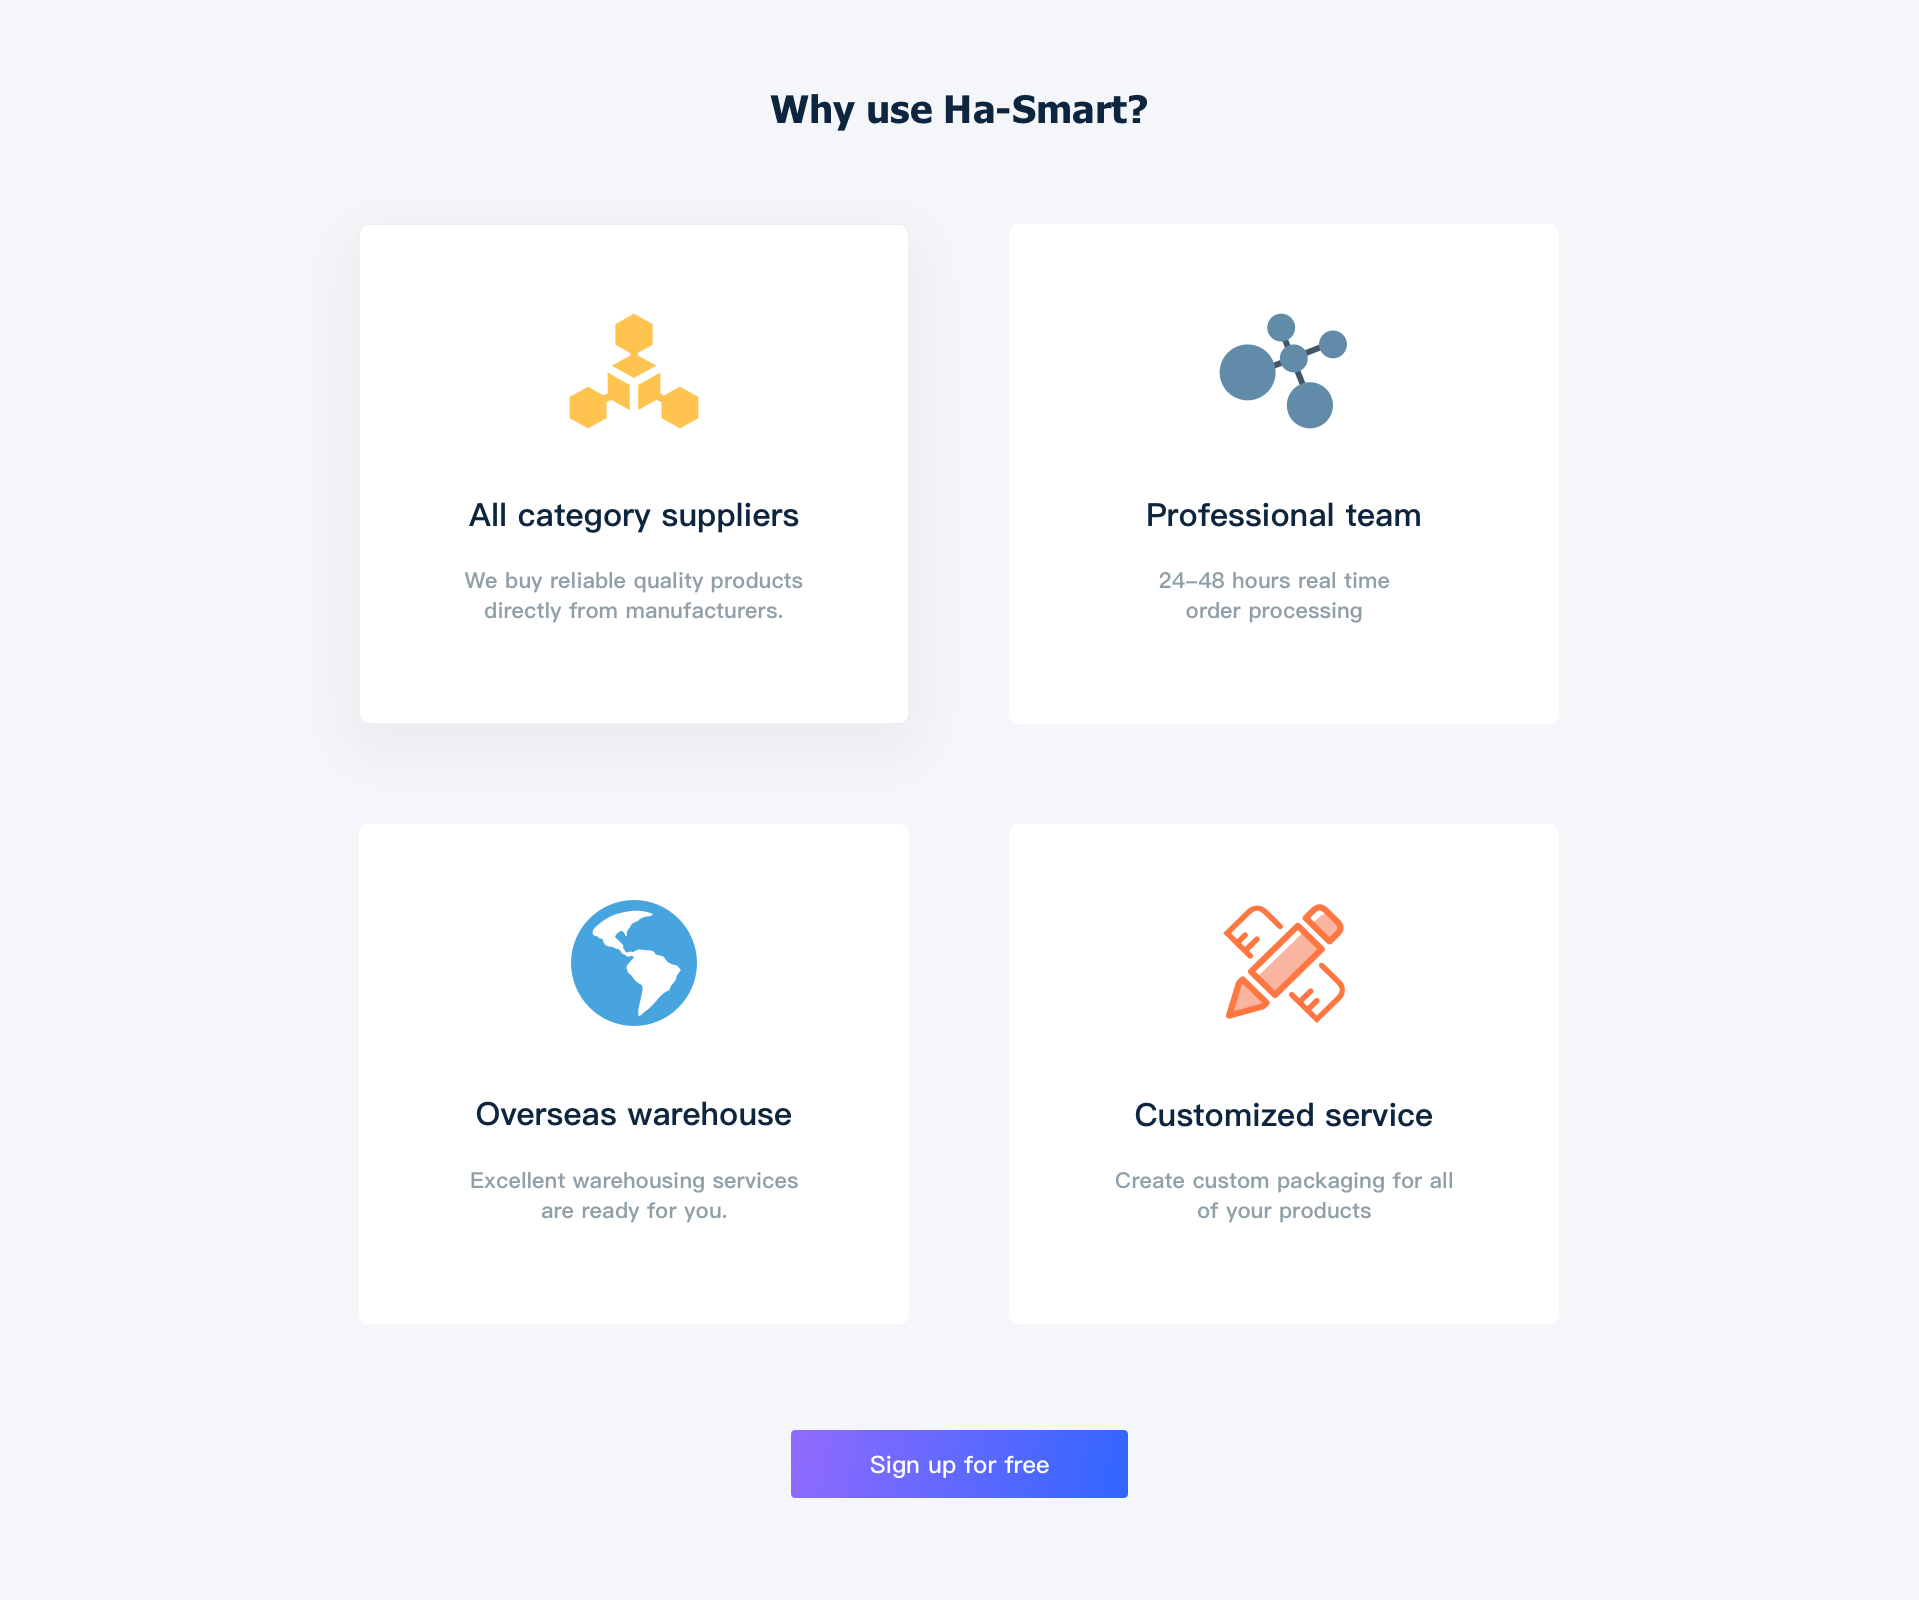 Why use Ha-Smart?
All category suppliers
We buy reliable quality products
directly from manufacturers.
Professional team
24–48 hours real time
order processing
Overseas warehouse
Excellent warehousing services
are ready for you.
Customized service
Create custom packaging for all
of your products
Sign up for free